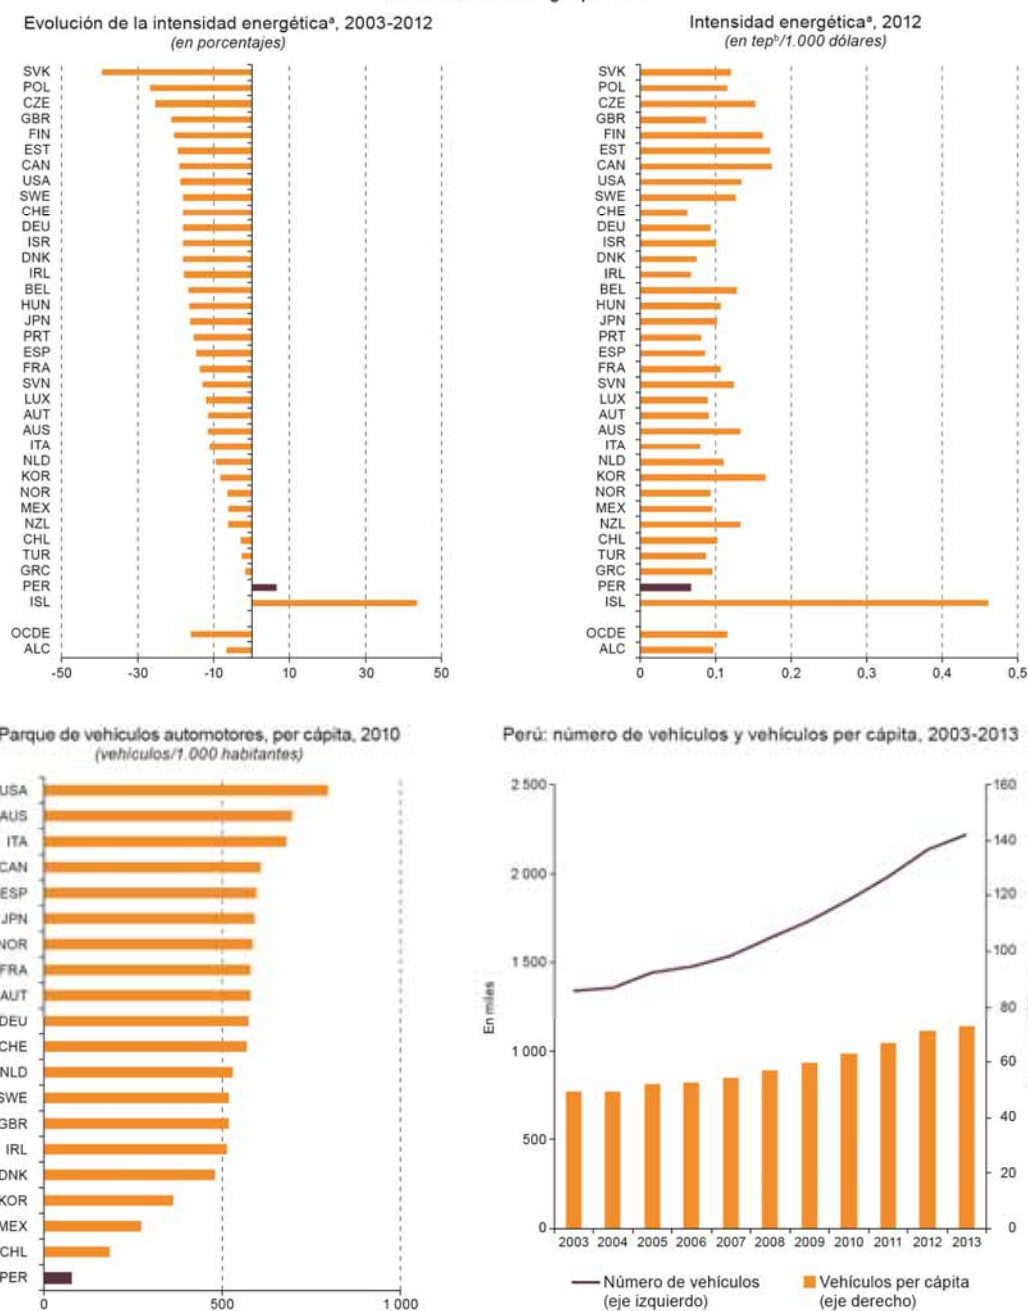 Evolución de la intensidad energéticaª, 2003-2012
(en porcentajes)
SVK
POL
CZE
GBR
FIN
EST
CAN
USA
SWE
CHE
DEU
ISR
DNK
IRL
BEL
HUN
JPN
PRT
ESP
FRA
SVN
LUX
AUT
AUS
ITA
NLD
KOR
NOR
MEX
NZL
CHL
TUR
GRC
PER
ISL
OCDE
ALC
-50 -30 -10 10 30 50
Intensidad energéticaª, 2012
(en tepᵇ/1.000 dólares)
SVK
POL
CZE
GBR
FIN
EST
CAN
USA
SWE
CHE
DEU
ISR
DNK
IRL
BEL
HUN
JPN
PRT
ESP
FRA
SVN
LUX
AUT
AUS
ITA
NLD
KOR
NOR
MEX
NZL
CHL
TUR
GRC
PER
ISL
OCDE
ALC
0 0,1 0,2 0,3 0,4 0,5
Parque de vehículos automotores, per cápita, 2010
(vehículos/1.000 habitantes)
USA
AUS
ITA
CAN
ESP
JPN
NOR
FRA
AUT
DEU
CHE
NLD
SWE
GBR
IRL
DNK
KOR
MEX
CHL
PER
0 500 1 000
Perú: número de vehículos y vehículos per cápita, 2003-2013
2 500
2 000
1 500
1 000
500
0
En miles
160
140
120
100
80
60
40
20
0
2003 2004 2005 2006 2007 2008 2009 2010 2011 2012 2013
Número de vehículos
(eje izquierdo)
Vehículos per cápita
(eje derecho)